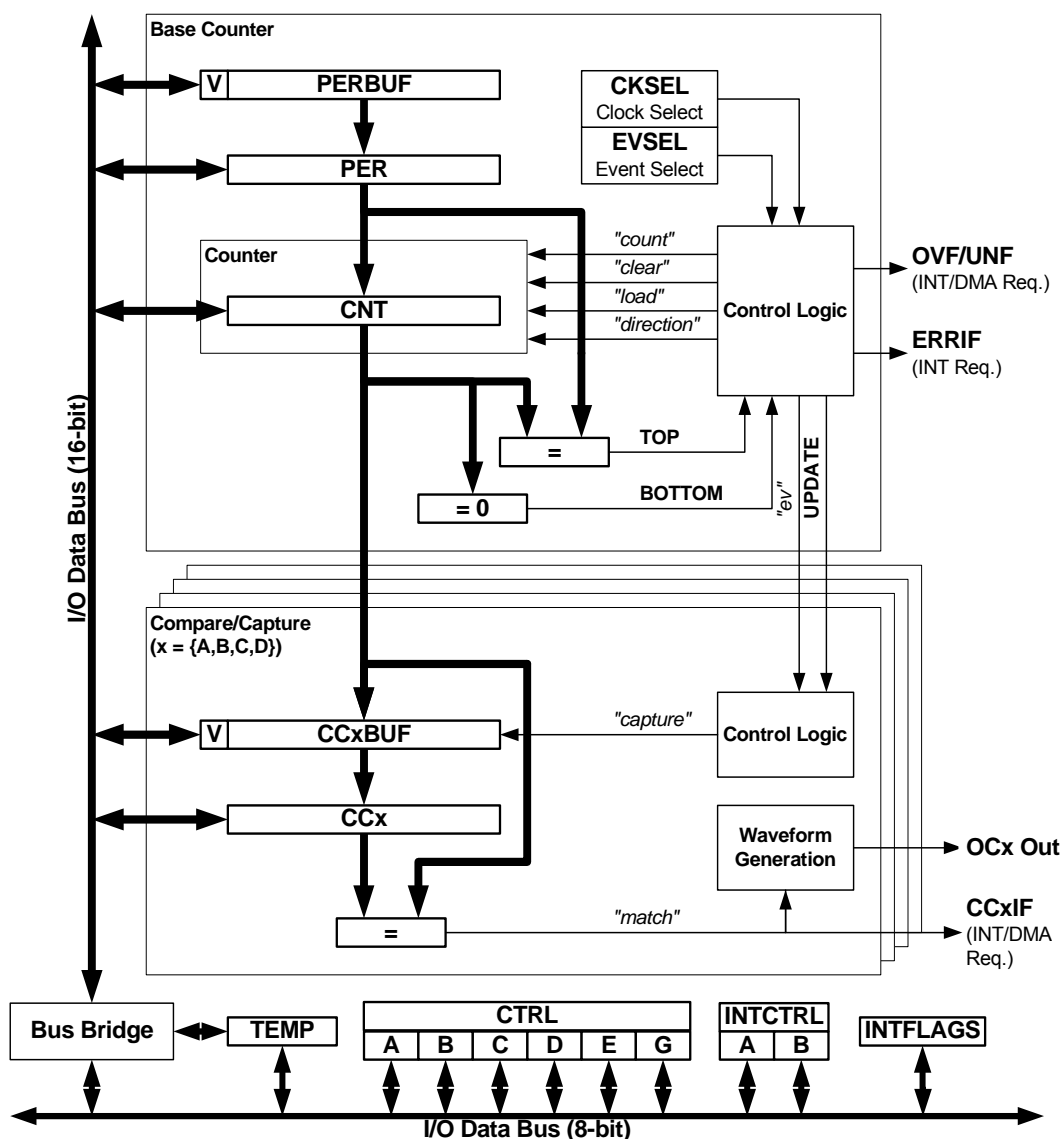 Base Counter
V
PERBUF
CKSEL
Clock Select
EVSEL
Event Select
PER
"count"
"clear"
"load"
"direction"
Counter
CNT
Control Logic
OVF/UNF
(INT/DMA Req.)
ERRIF
(INT Req.)
I/O Data Bus (16-bit)
=
TOP
= 0
BOTTOM
"ev"
UPDATE
Compare/Capture
(x = {A,B,C,D})
V
CCxBUF
"capture"
Control Logic
CCx
Waveform
Generation
OCx Out
=
"match"
CCxIF
(INT/DMA
Req.)
Bus Bridge
TEMP
CTRL
A B C D E G
INTCTRL
A B
INTFLAGS
I/O Data Bus (8-bit)